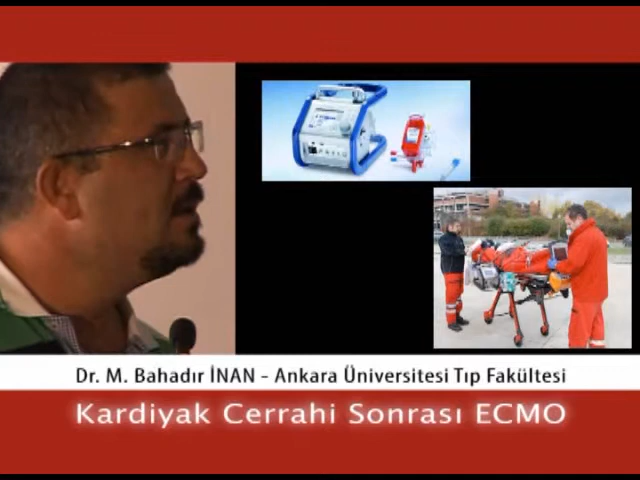 Dr. M. Bahadır İNAN - Ankara Üniversitesi Tıp Fakültesi
Kardiyak Cerrahi Sonrası ECMO